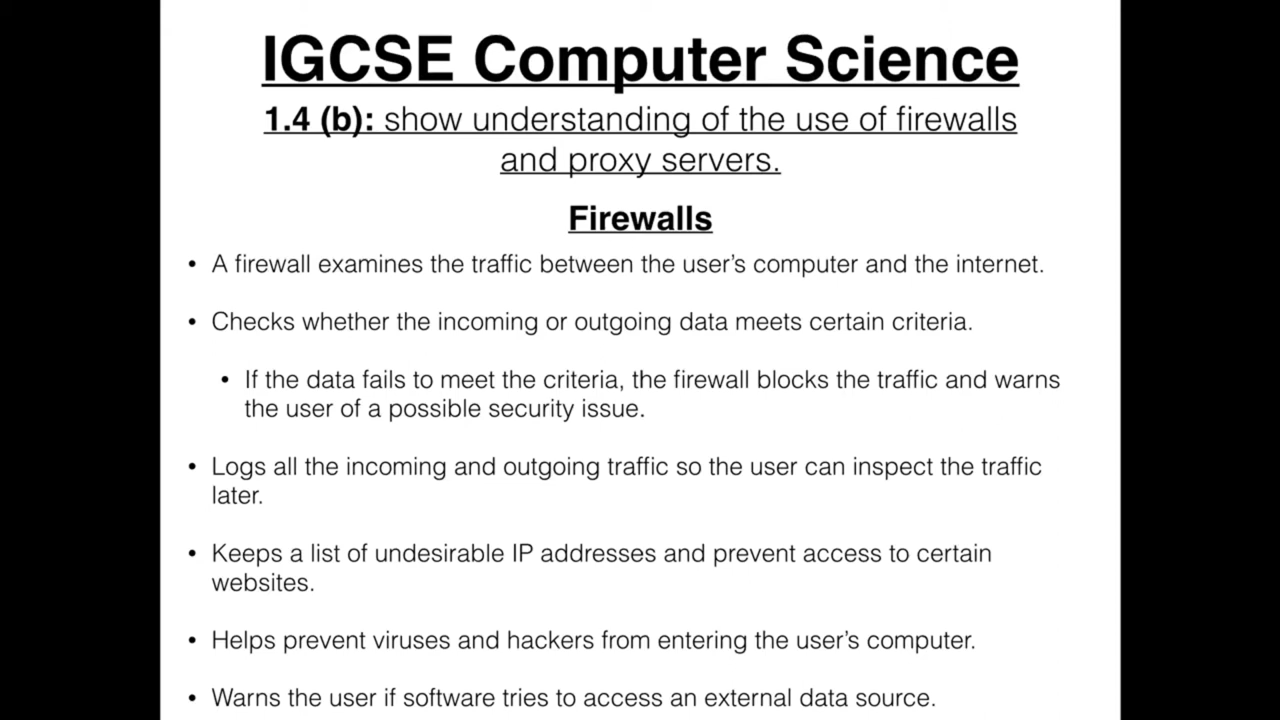 IGCSE Computer Science
1.4 (b): show understanding of the use of firewalls
and proxy servers.
Firewalls
• A firewall examines the traffic between the user's computer and the internet.
• Checks whether the incoming or outgoing data meets certain criteria.
• If the data fails to meet the criteria, the firewall blocks the traffic and warns
the user of a possible security issue.
• Logs all the incoming and outgoing traffic so the user can inspect the traffic
later.
• Keeps a list of undesirable IP addresses and prevent access to certain
websites.
• Helps prevent viruses and hackers from entering the user's computer.
• Warns the user if software tries to access an external data source.